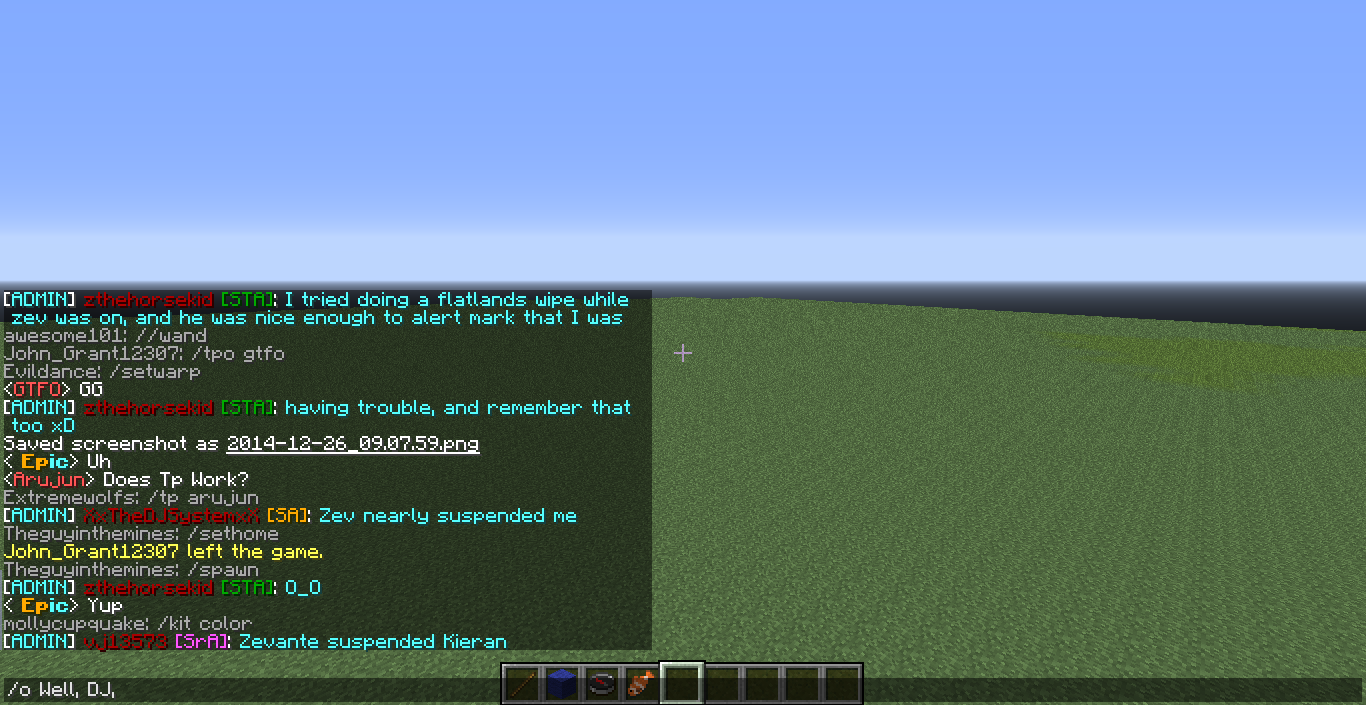 [ADMIN] zthehorsekid [STA]: I tried doing a flatlands wipe while
zev was on, and he was nice enough to alert mark that I was
awesome101: //wand
John_Grant12307: /tpo gtfo
Evildance: /setwarp
<GTFO> GG
[ADMIN] zthehorsekid [STA]: having trouble, and remember that
too xD
Saved screenshot as 2014-12-26_09.07.59.png
< Epic> Uh
<Arujun> Does Tp Work?
Extremewolfs: /tp arujun
[ADMIN] XxTheDJSystemxX [SA]: Zev nearly suspended me
Theguyinthemines: /sethome
John_Grant12307 left the game.
Theguyinthemines: /spawn
[ADMIN] zthehorsekid [STA]: O_O
< Epic> Yup
mollycupquake: /kit color
[ADMIN] vj13573 [SrA]: Zevante suspended Kieran
/o Well, DJ,